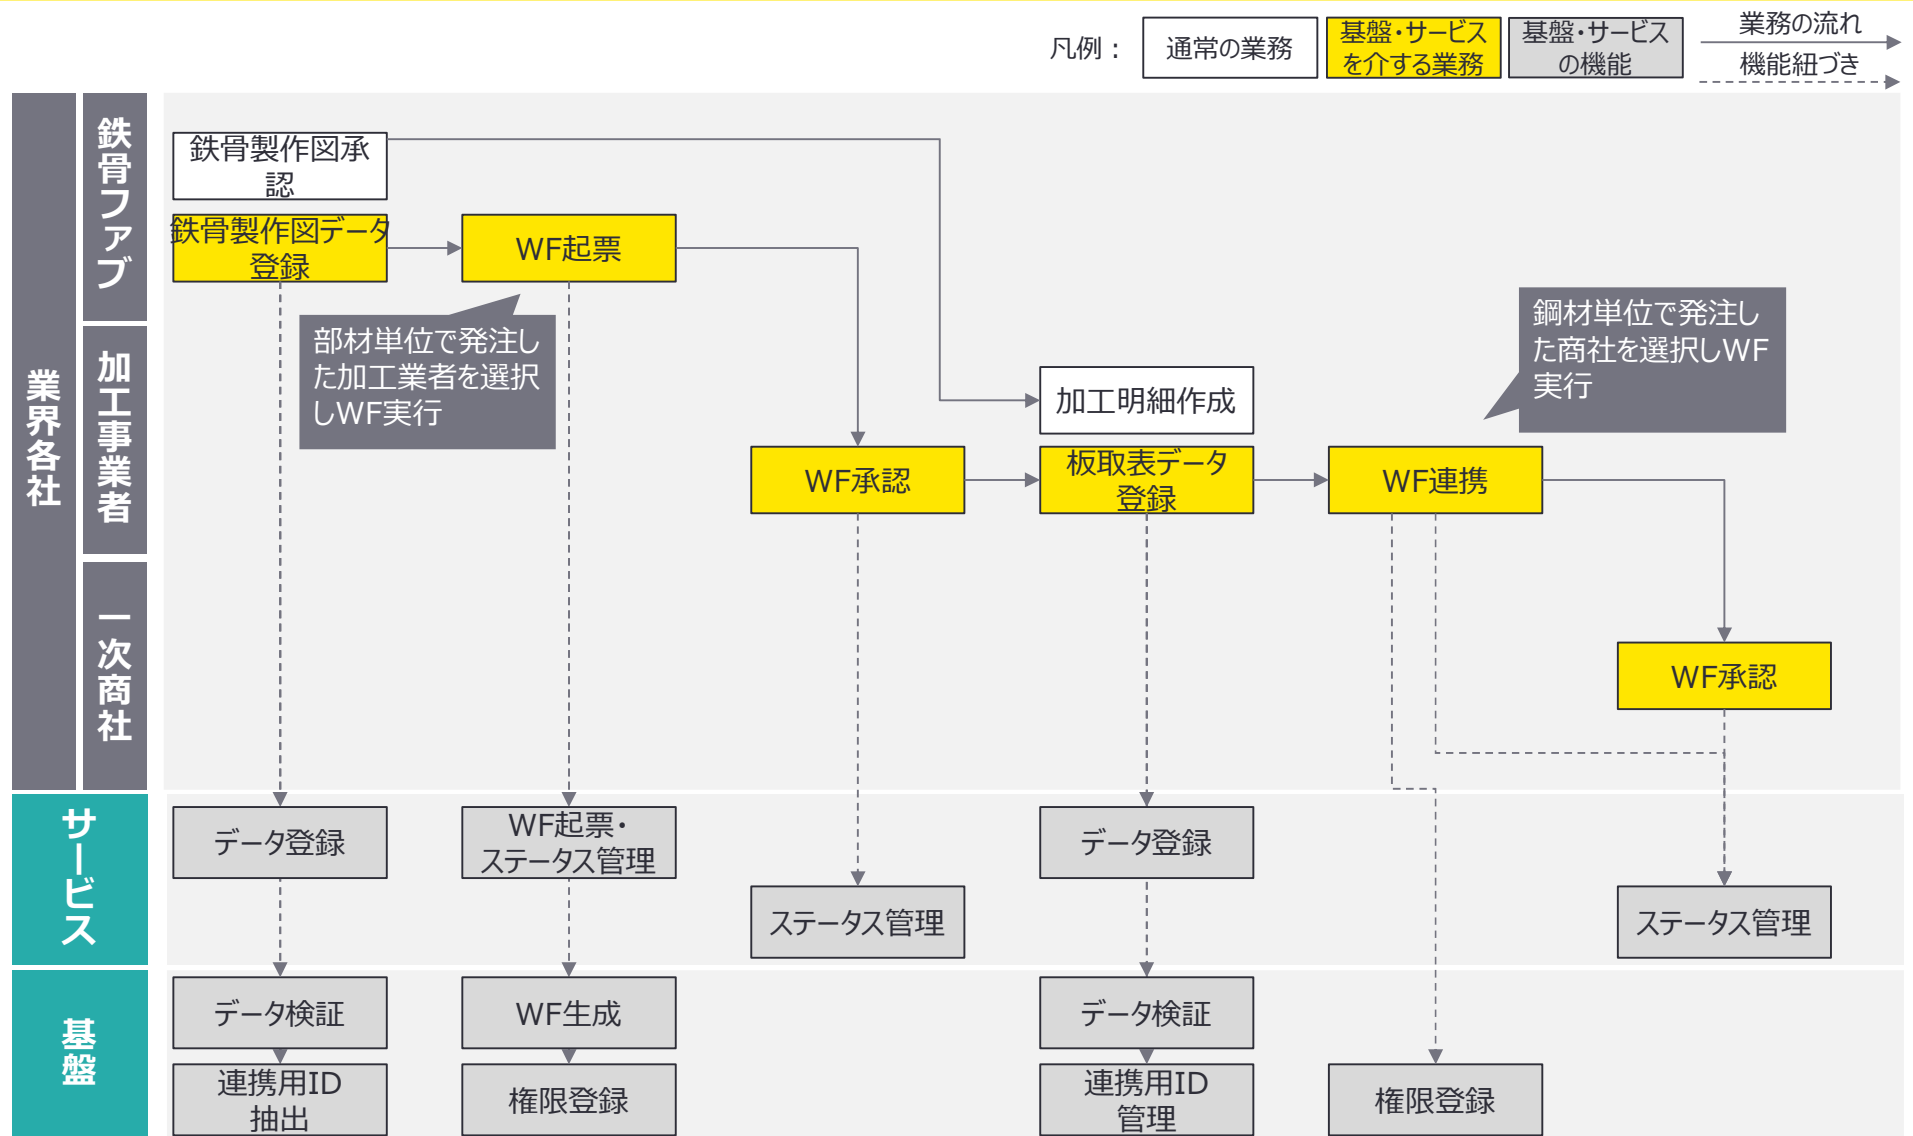 凡例：
通常の業務
基盤・サービス
を介する業務
基盤・サービス
の機能
業務の流れ
機能紐づき
業界各社
鉄骨ファブ
加工事業者
一次商社
サービス
基盤
鉄骨製作図承
認
鉄骨製作図データ
登録
WF起票
部材単位で発注し
た加工業者を選択
しWF実行
鋼材単位で発注し
た商社を選択しWF
実行
加工明細作成
WF承認
板取表データ
登録
WF連携
WF承認
データ登録
WF起票・
ステータス管理
データ登録
ステータス管理
ステータス管理
データ検証
WF生成
データ検証
連携用ID
抽出
権限登録
連携用ID
管理
権限登録